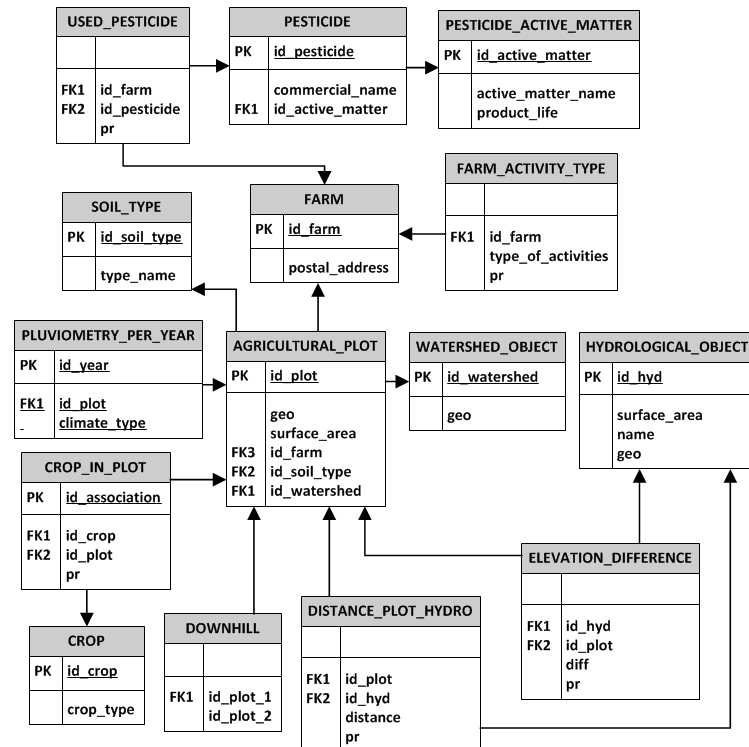 USED_PESTICIDE
FK1 id_farm
FK2 id_pesticide
pr
PESTICIDE
PK id_pesticide
commercial_name
FK1 id_active_matter
PESTICIDE_ACTIVE_MATTER
PK id_active_matter
active_matter_name
product_life
SOIL_TYPE
PK id_soil_type
type_name
FARM
PK id_farm
postal_address
FARM_ACTIVITY_TYPE
FK1 id_farm
type_of_activities
pr
PLUVIOMETRY_PER_YEAR
PK id_year
FK1 id_plot
climate_type
AGRICULTURAL_PLOT
PK id_plot
geo
surface_area
FK3 id_farm
FK2 id_soil_type
FK1 id_watershed
WATERSHED_OBJECT
PK id_watershed
geo
HYDROLOGICAL_OBJECT
PK id_hyd
surface_area
name
geo
CROP_IN_PLOT
PK id_association
FK1 id_crop
FK2 id_plot
pr
CROP
PK id_crop
crop_type
DOWNHILL
FK1 id_plot_1
id_plot_2
DISTANCE_PLOT_HYDRO
FK1 id_plot
FK2 id_hyd
distance
pr
ELEVATION_DIFFERENCE
FK1 id_hyd
FK2 id_plot
diff
pr